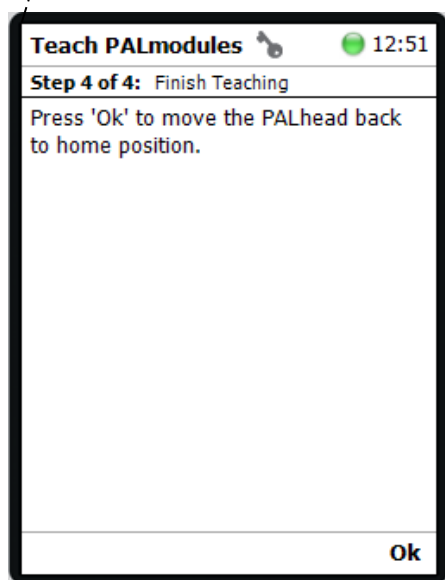 Teach PALmodules 12:51
Step 4 of 4: Finish Teaching
Press 'Ok' to move the PALhead back
to home position.
Ok